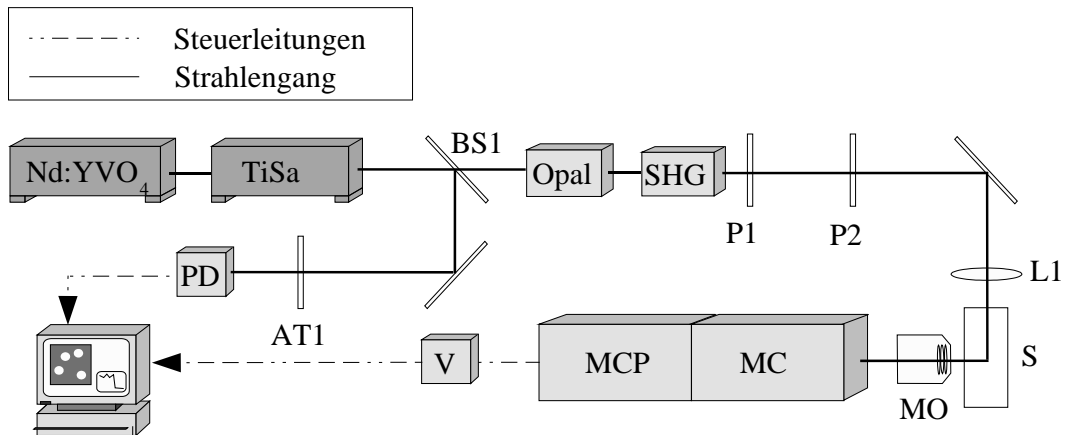 Steuerleitungen
Strahlengang
BS1
Nd:YVO4
TiSa
Opal
SHG
P1
P2
PD
L1
AT1
V
MCP
MC
S
MO